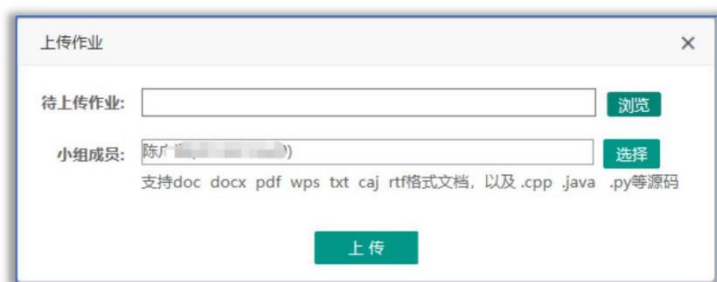 上传作业
待上传作业: 浏览
小组成员: 陈广 ) 选择
支持doc docx pdf wps txt caj rtf格式文档，以及 .cpp .java .py等源码
上 传